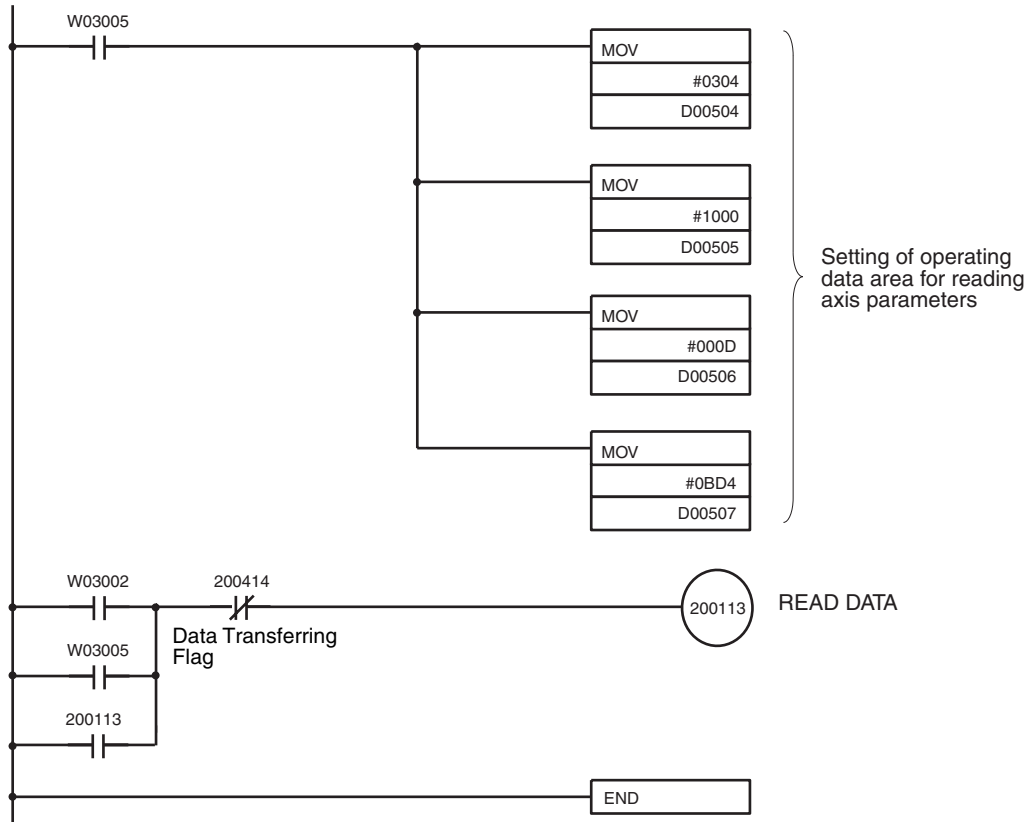 W03005
MOV
#0304
D00504
MOV
#1000
D00505
MOV
#000D
D00506
MOV
#0BD4
D00507
Setting of operating
data area for reading
axis parameters
W03002
200414
200113
READ DATA
Data Transferring
Flag
W03005
200113
END